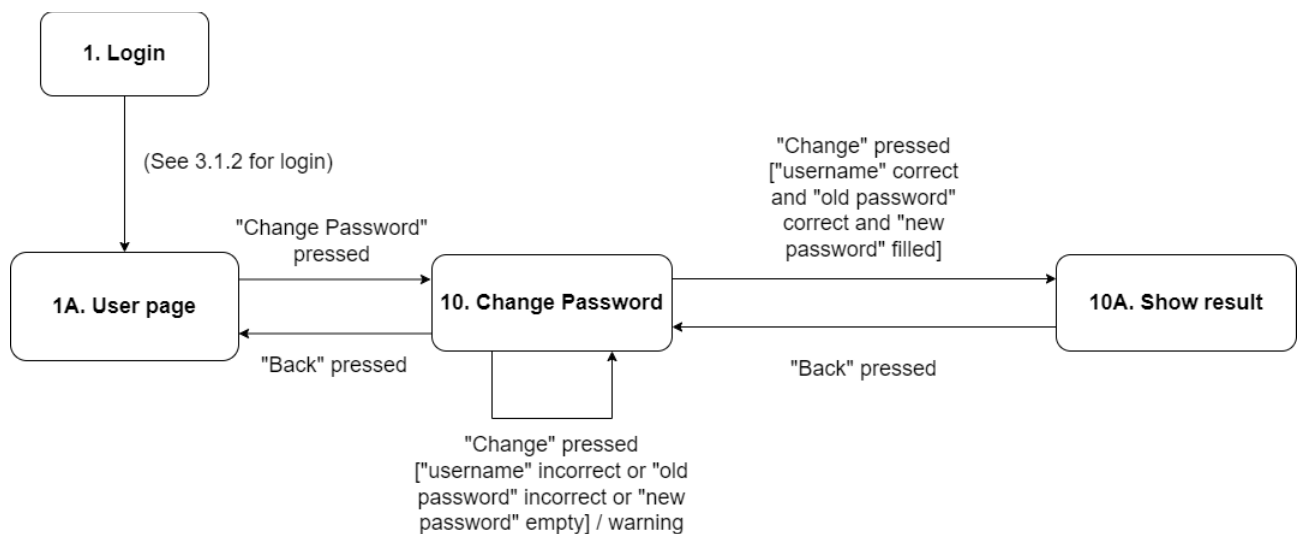 1. Login
(See 3.1.2 for login)
"Change" pressed
["username" correct
and "old password"
correct and "new
password" filled]
"Change Password"
pressed
1A. User page
10. Change Password
10A. Show result
"Back" pressed
"Back" pressed
"Change" pressed
["username" incorrect or "old
password" incorrect or "new
password" empty] / warning